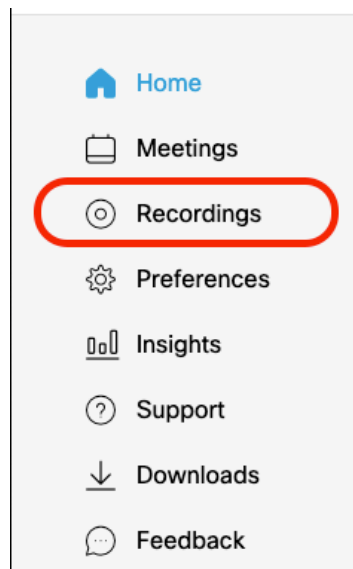 Home
Meetings
Recordings
Preferences
Insights
Support
Downloads
Feedback